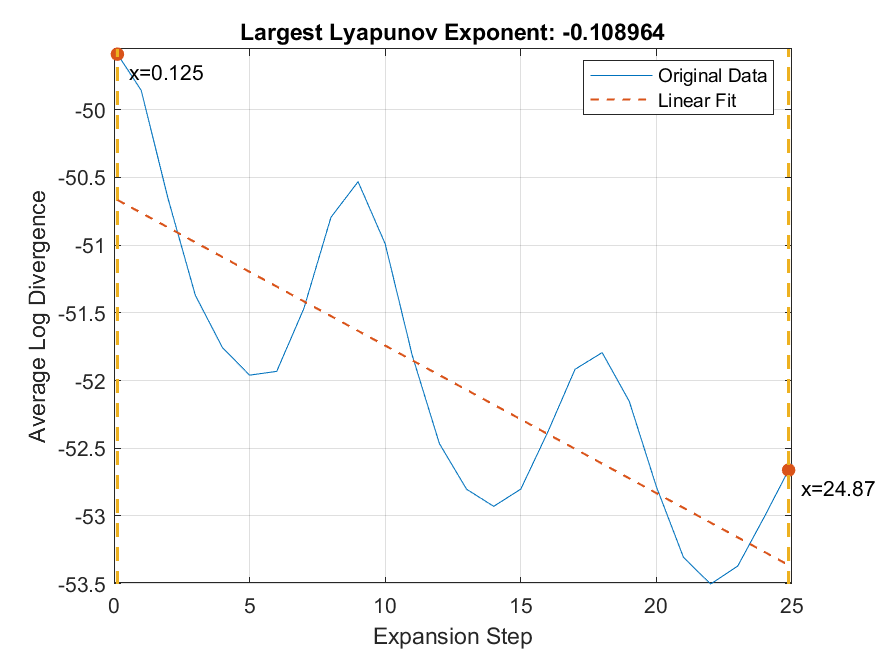 Largest Lyapunov Exponent: -0.108964
x=0.125
Original Data
Linear Fit
-50
-50.5
-51
-51.5
-52
-52.5
-53
-53.5
Average Log Divergence
x=24.87
0
5
10
15
20
25
Expansion Step